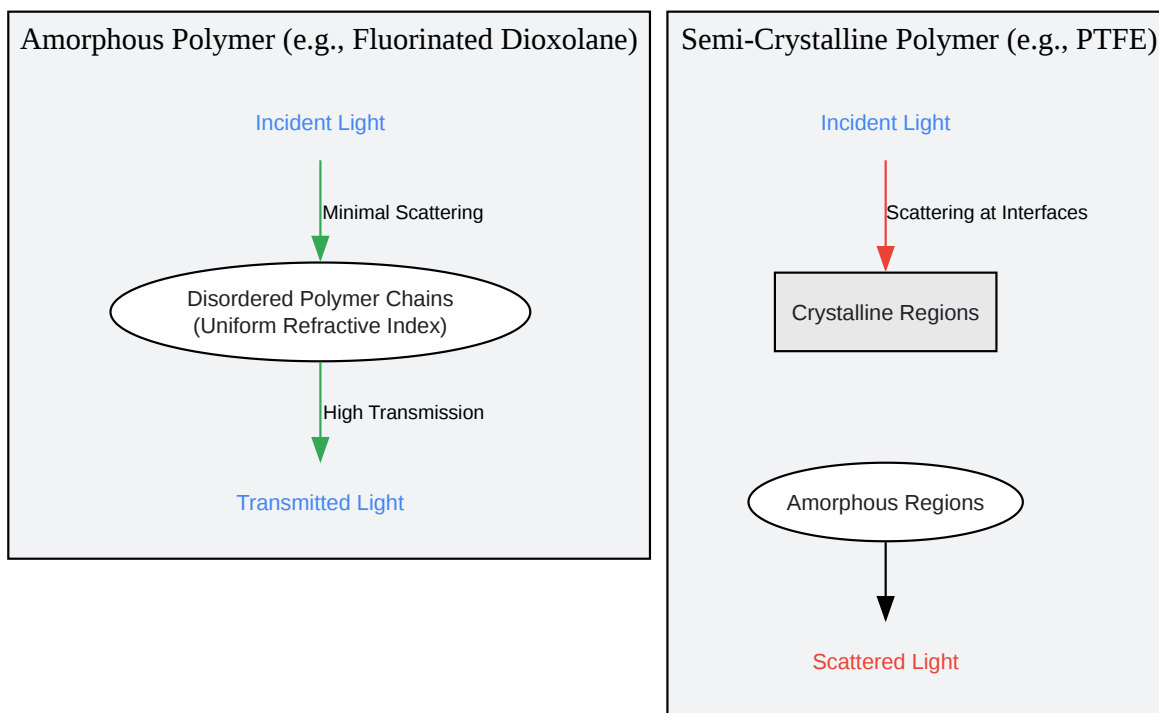 Amorphous Polymer (e.g., Fluorinated Dioxolane)
Incident Light
Minimal Scattering
Disordered Polymer Chains
(Uniform Refractive Index)
High Transmission
Transmitted Light
Semi-Crystalline Polymer (e.g., PTFE)
Incident Light
Scattering at Interfaces
Crystalline Regions
Amorphous Regions
Scattered Light